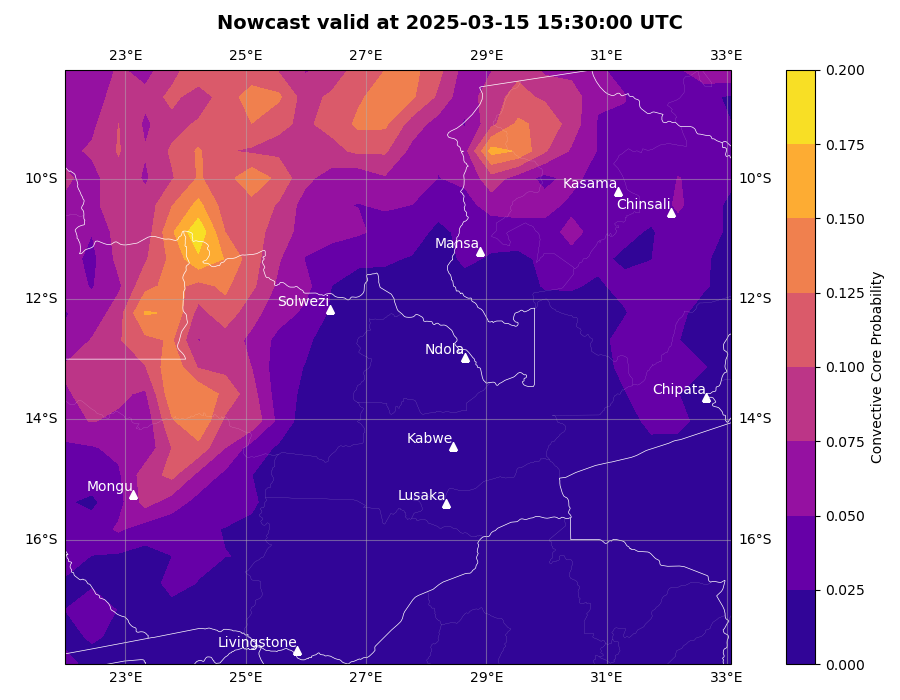 Nowcast valid at 2025-03-15 15:30:00 UTC
23°E 25°E 27°E 29°E 31°E 33°E
0.200
0.175
10°S Kasama 10°S
Chinsali
0.150
Mansa
12°S Solwezi 12°S
0.125
Ndola
0.100
Chipata
14°S 14°S
Kabwe
0.075
Mongu
Lusaka
0.050
16°S 16°S
0.025
Livingstone
0.000
23°E 25°E 27°E 29°E 31°E 33°E
Convective Core Probability